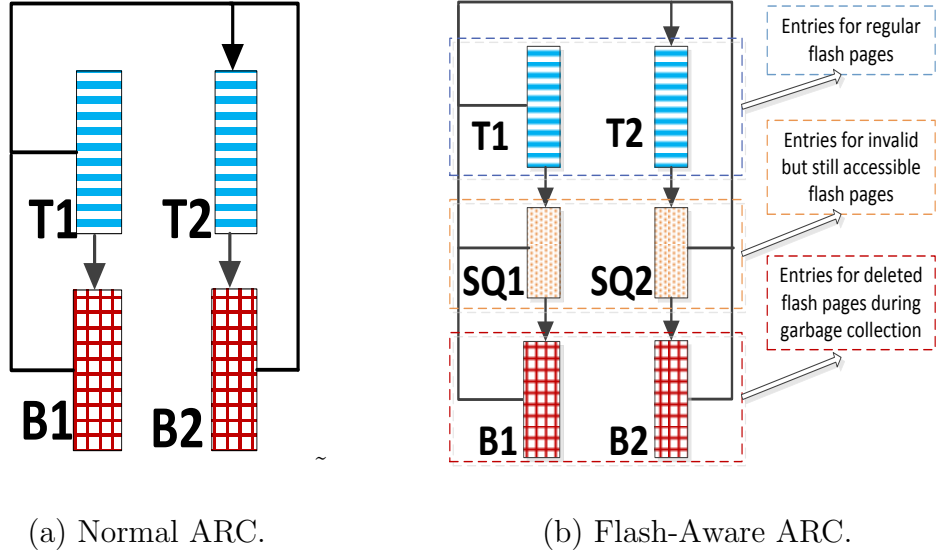 T1
T2
B1
B2
~
(a) Normal ARC.
T1
T2
SQ1
SQ2
B1
B2
Entries for regular
flash pages
Entries for invalid
but still accessible
flash pages
Entries for deleted
flash pages during
garbage collection
(b) Flash-Aware ARC.